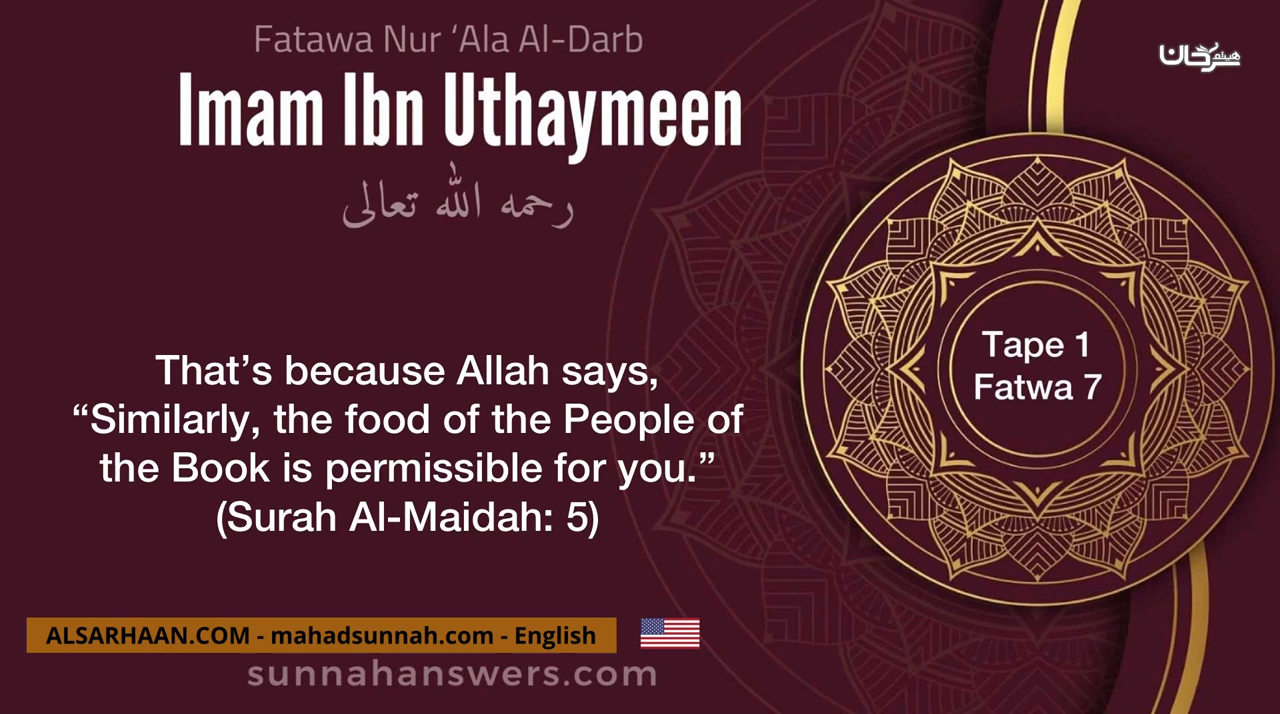 Fatawa Nur ‘Ala Al-Darb
Imam Ibn Uthaymeen
رحمه الله تعالى
هيثم سرحان
That’s because Allah says,
“Similarly, the food of the People of
the Book is permissible for you.”
(Surah Al-Maidah: 5)
Tape 1
Fatwa 7
ALSARHAAN.COM - mahadsunnah.com - English
sunnahanswers.com